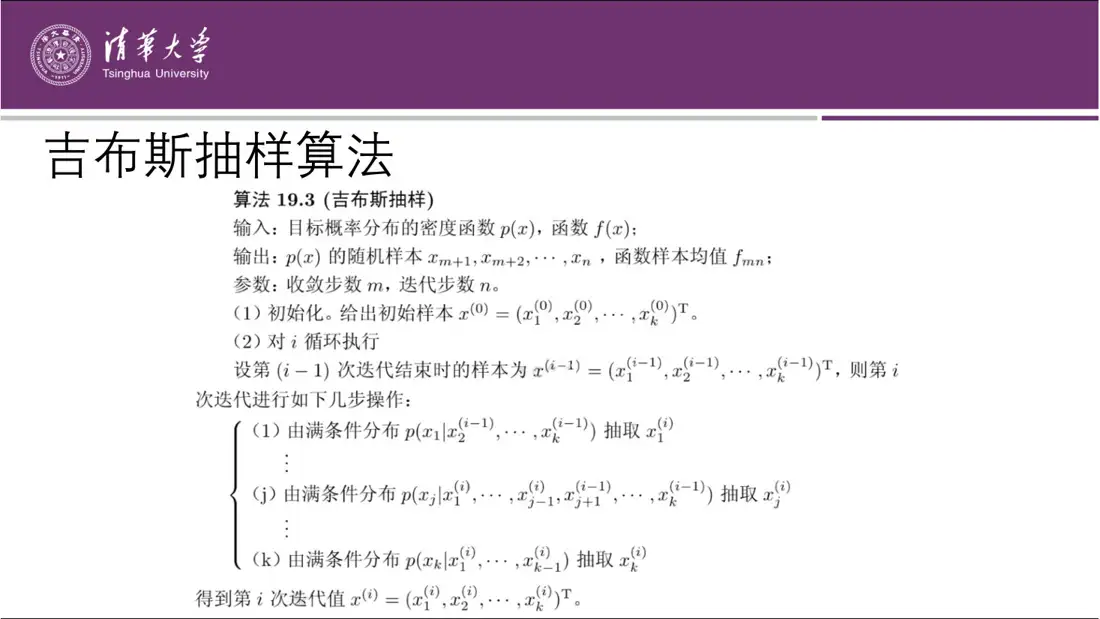 清华大学
Tsinghua University
吉布斯抽样算法
算法 19.3 (吉布斯抽样)
输入：目标概率分布的密度函数 p(x)，函数 f(x)；
输出：p(x) 的随机样本 x_{m+1}, x_{m+2}, ⋯, x_n，函数样本均值 f_{mn}；
参数：收敛步数 m，迭代步数 n。
（1）初始化。给出初始样本 x^{(0)} = (x_1^{(0)}, x_2^{(0)}, ⋯, x_k^{(0)})^T。
（2）对 i 循环执行
设第 (i−1) 次迭代结束时的样本为 x^{(i−1)} = (x_1^{(i−1)}, x_2^{(i−1)}, ⋯, x_k^{(i−1)})^T，则第 i
次迭代进行如下几步操作：
（1）由满条件分布 p(x_1|x_2^{(i−1)}, ⋯, x_k^{(i−1)}) 抽取 x_1^{(i)}
⋮
（j）由满条件分布 p(x_j|x_1^{(i)}, ⋯, x_{j−1}^{(i)}, x_{j+1}^{(i−1)}, ⋯, x_k^{(i−1)}) 抽取 x_j^{(i)}
⋮
（k）由满条件分布 p(x_k|x_1^{(i)}, ⋯, x_{k−1}^{(i)}) 抽取 x_k^{(i)}
得到第 i 次迭代值 x^{(i)} = (x_1^{(i)}, x_2^{(i)}, ⋯, x_k^{(i)})^T。